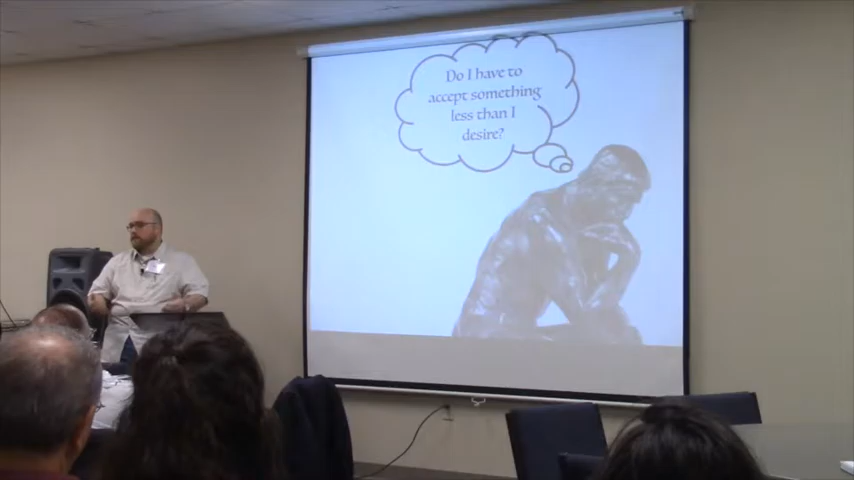 Do I have to
accept something
less than I
desire?